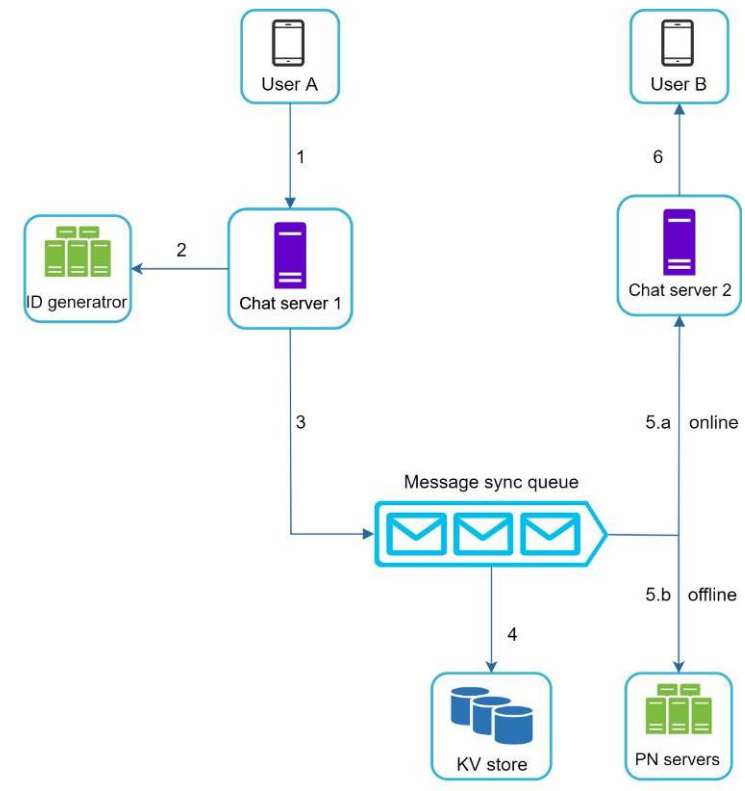 User A
User B
1
6
2
ID generatror
Chat server 1
Chat server 2
3
5.a online
Message sync queue
5.b offline
4
KV store
PN servers